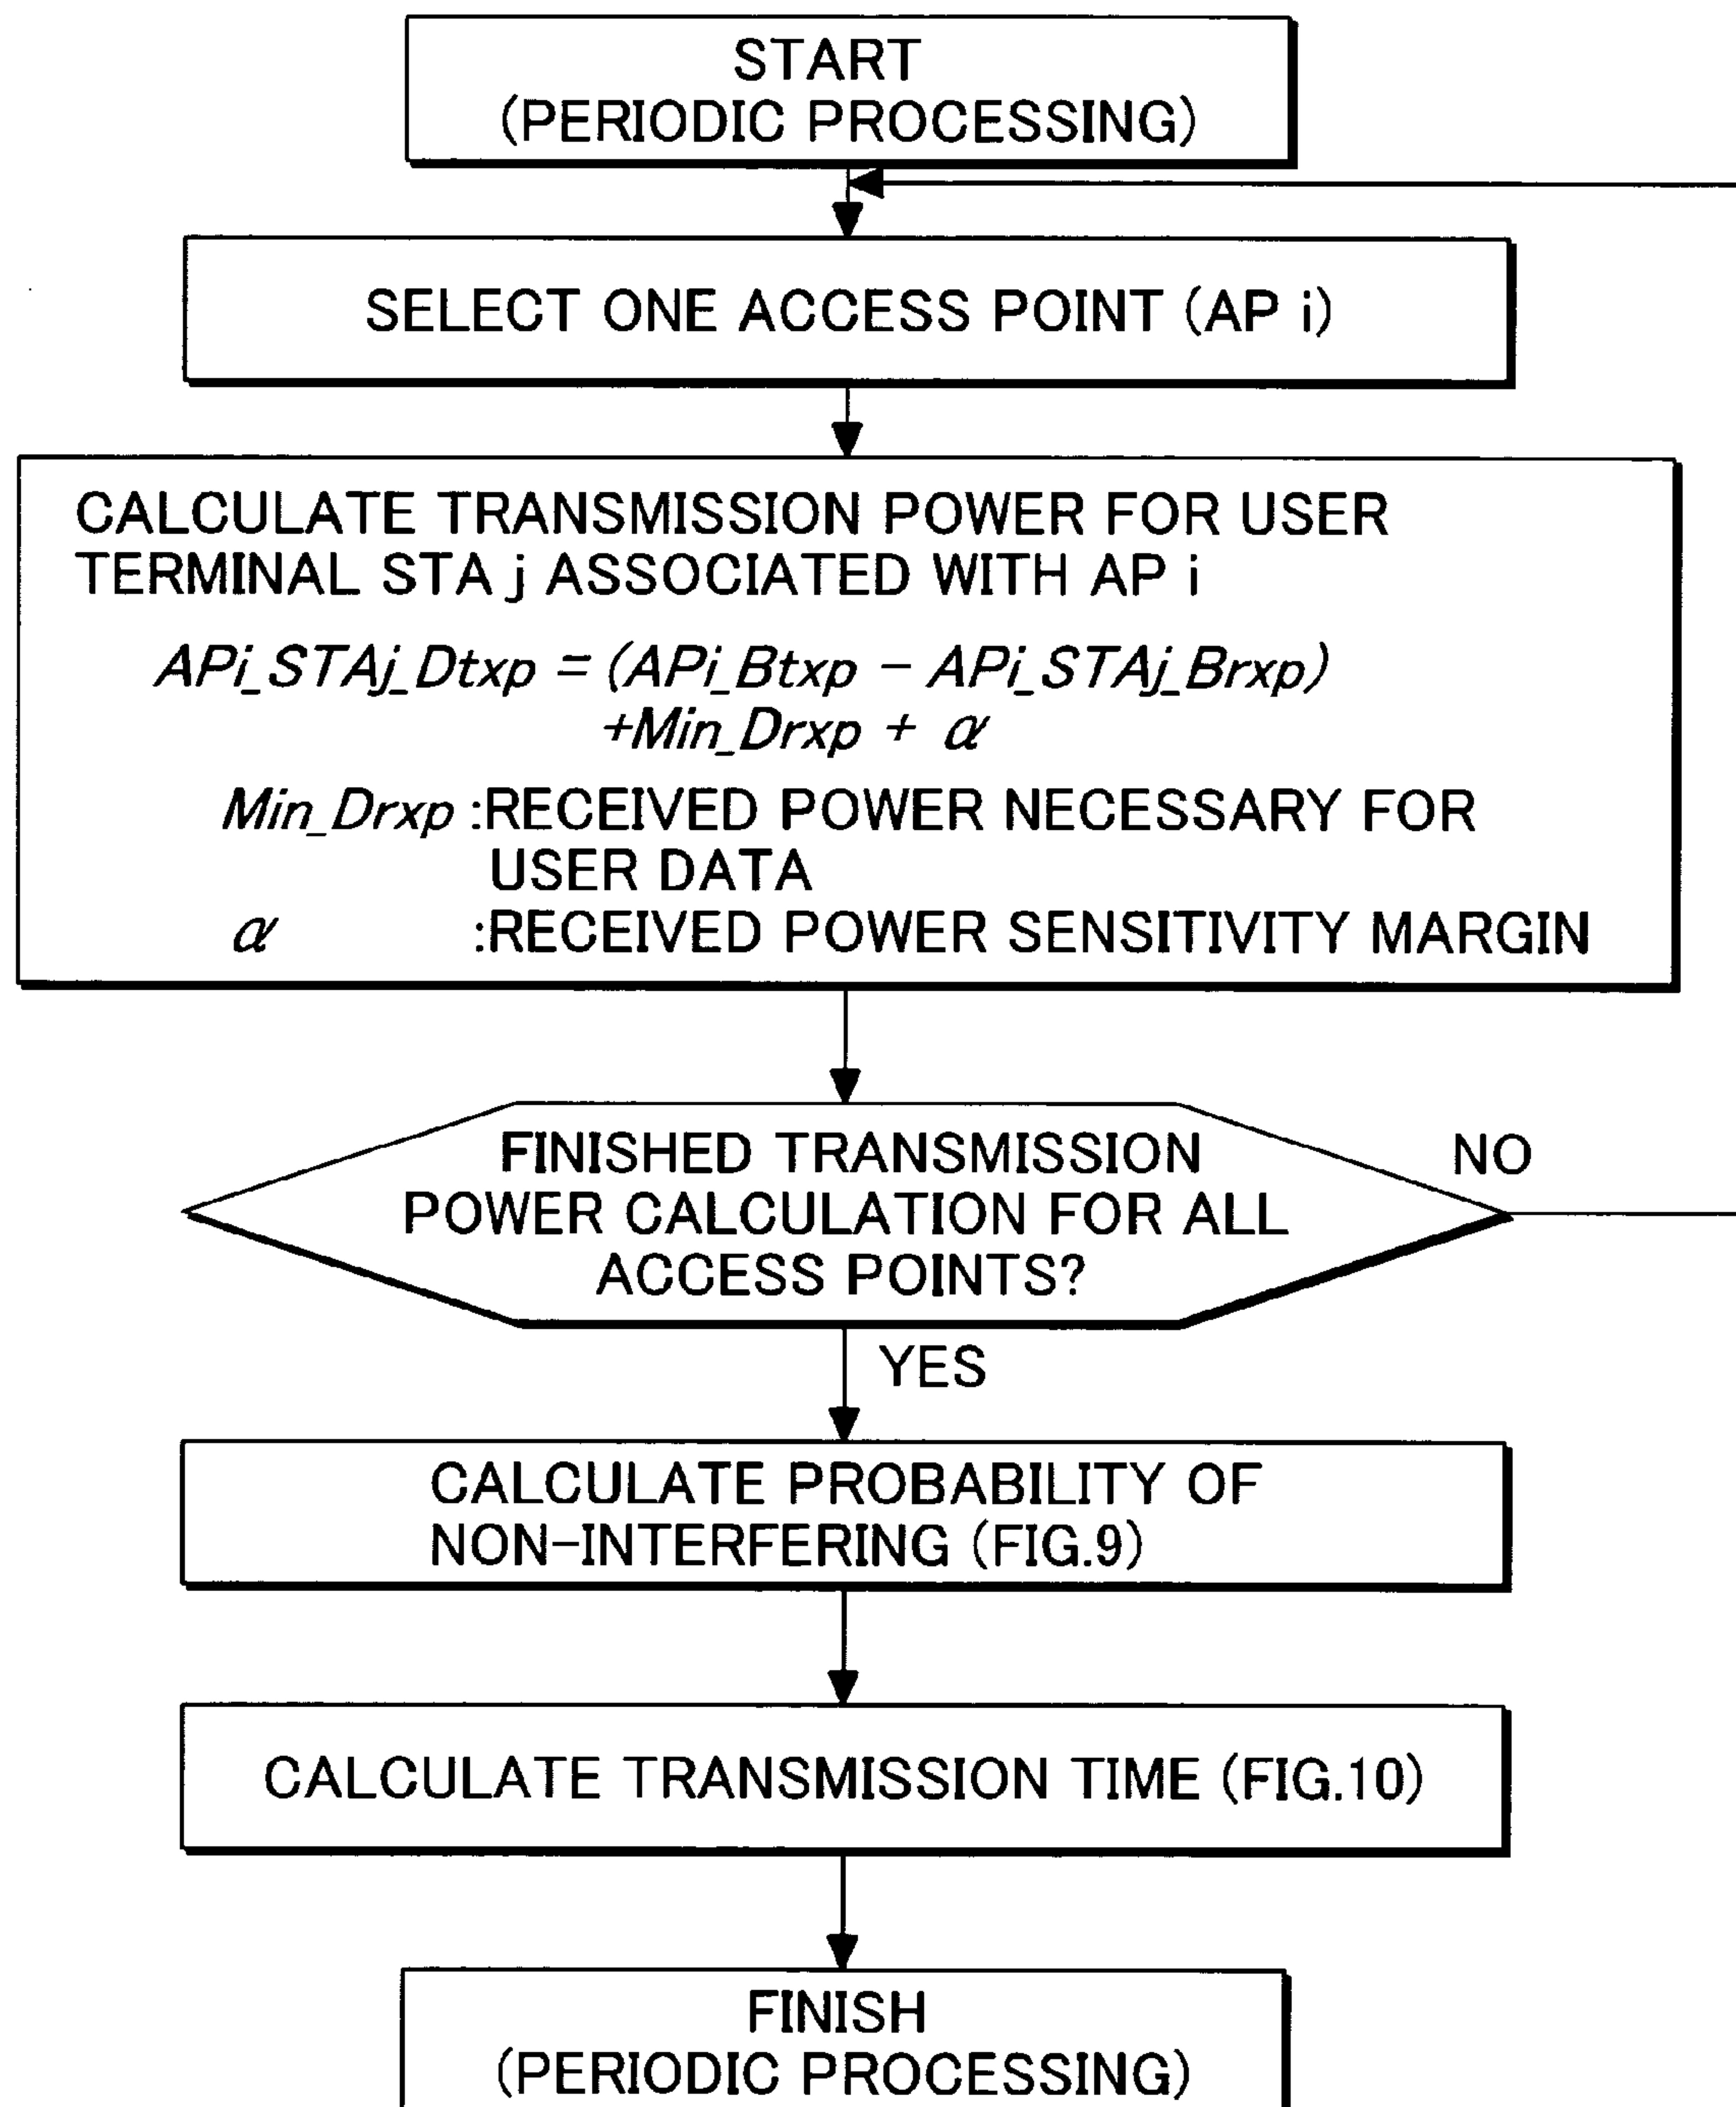 START
(PERIODIC PROCESSING)
SELECT ONE ACCESS POINT (AP i)
CALCULATE TRANSMISSION POWER FOR USER
TERMINAL STA j ASSOCIATED WITH AP i
APi_STAj_Dtxp = (APi_Btxp − APi_STAj_Brxp)
+Min_Drxp + α
Min_Drxp :RECEIVED POWER NECESSARY FOR
USER DATA
α :RECEIVED POWER SENSITIVITY MARGIN
FINISHED TRANSMISSION
POWER CALCULATION FOR ALL
ACCESS POINTS?
NO
YES
CALCULATE PROBABILITY OF
NON−INTERFERING (FIG.9)
CALCULATE TRANSMISSION TIME (FIG.10)
FINISH
(PERIODIC PROCESSING)